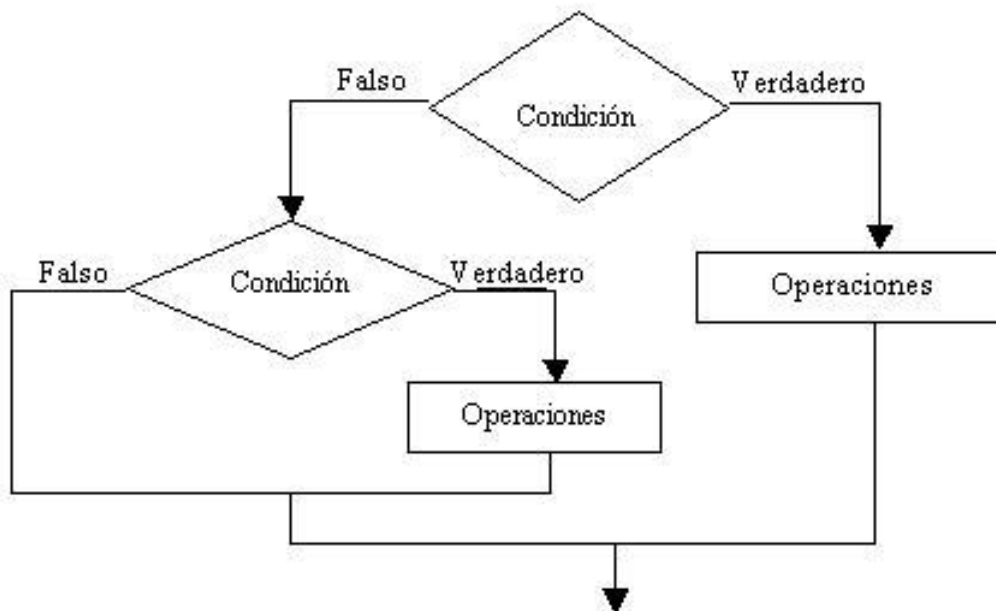 Falso
Verdadero
Condición
Falso
Condición
Verdadero
Operaciones
Operaciones